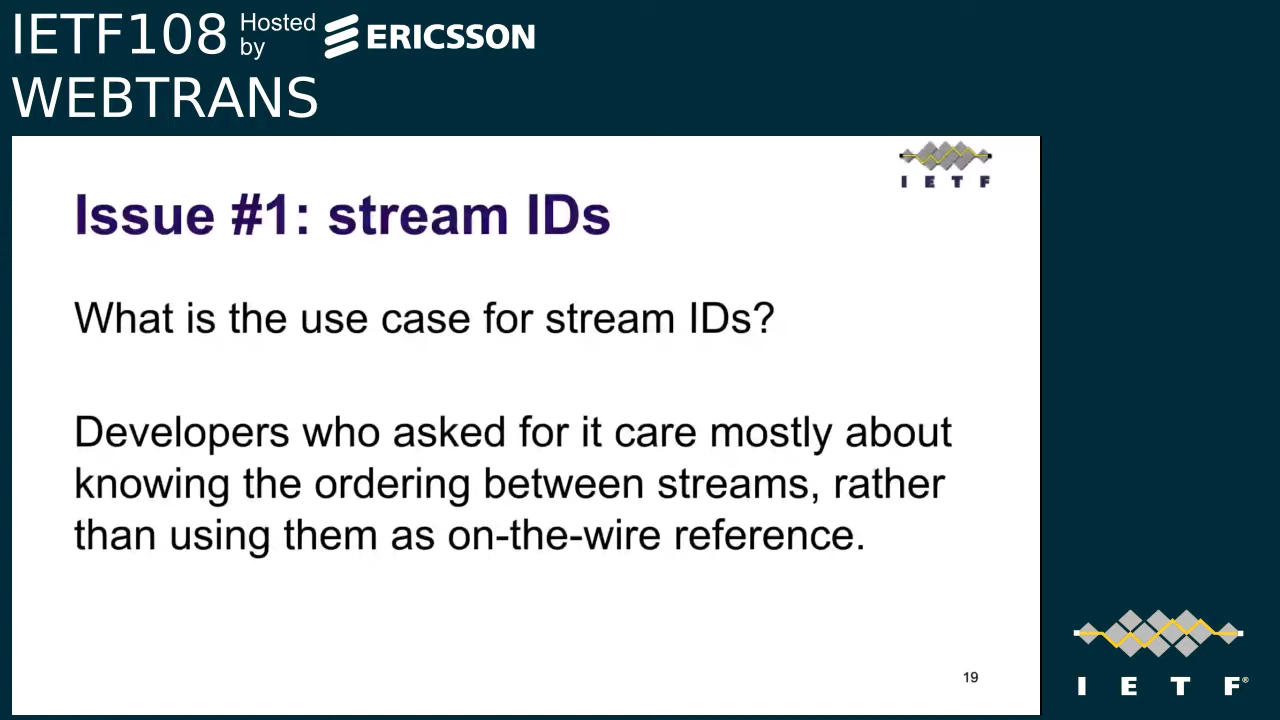 IETF108 Hosted by ERICSSON
WEBTRANS
IETF
Issue #1: stream IDs
What is the use case for stream IDs?
Developers who asked for it care mostly about
knowing the ordering between streams, rather
than using them as on-the-wire reference.
19
IETF®